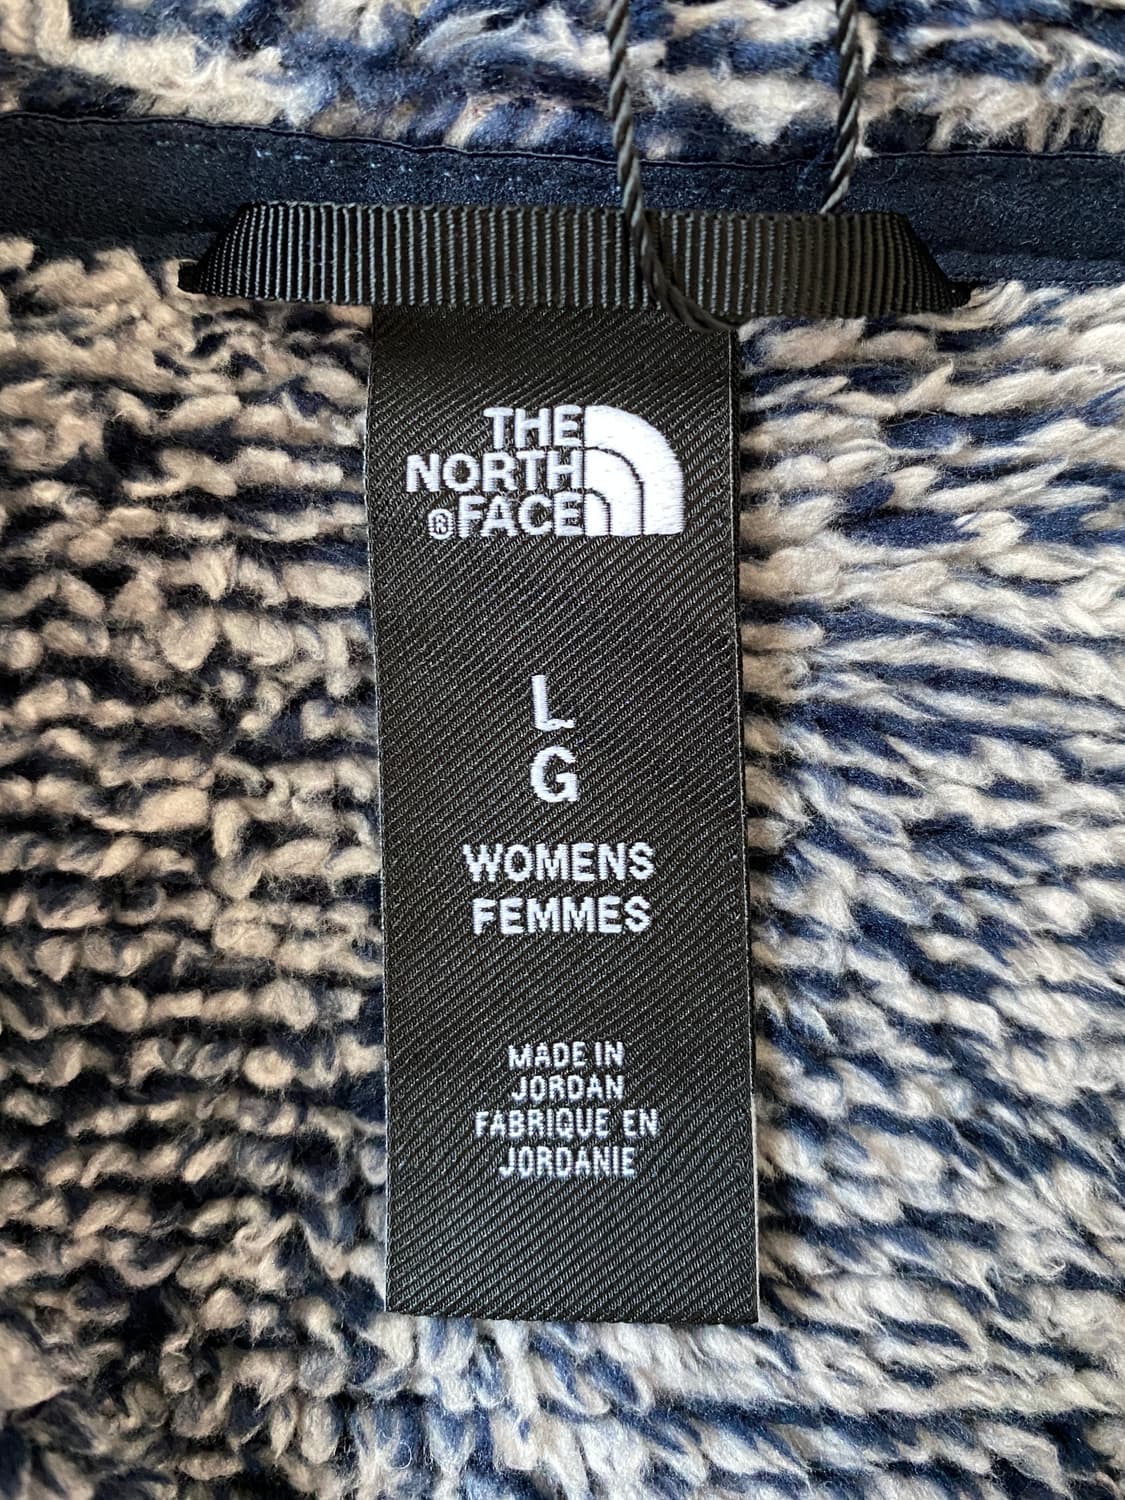 THE
NORTH
®FACE
L
G
WOMENS
FEMMES
MADE IN
JORDAN
FABRIQUE EN
JORDANIE